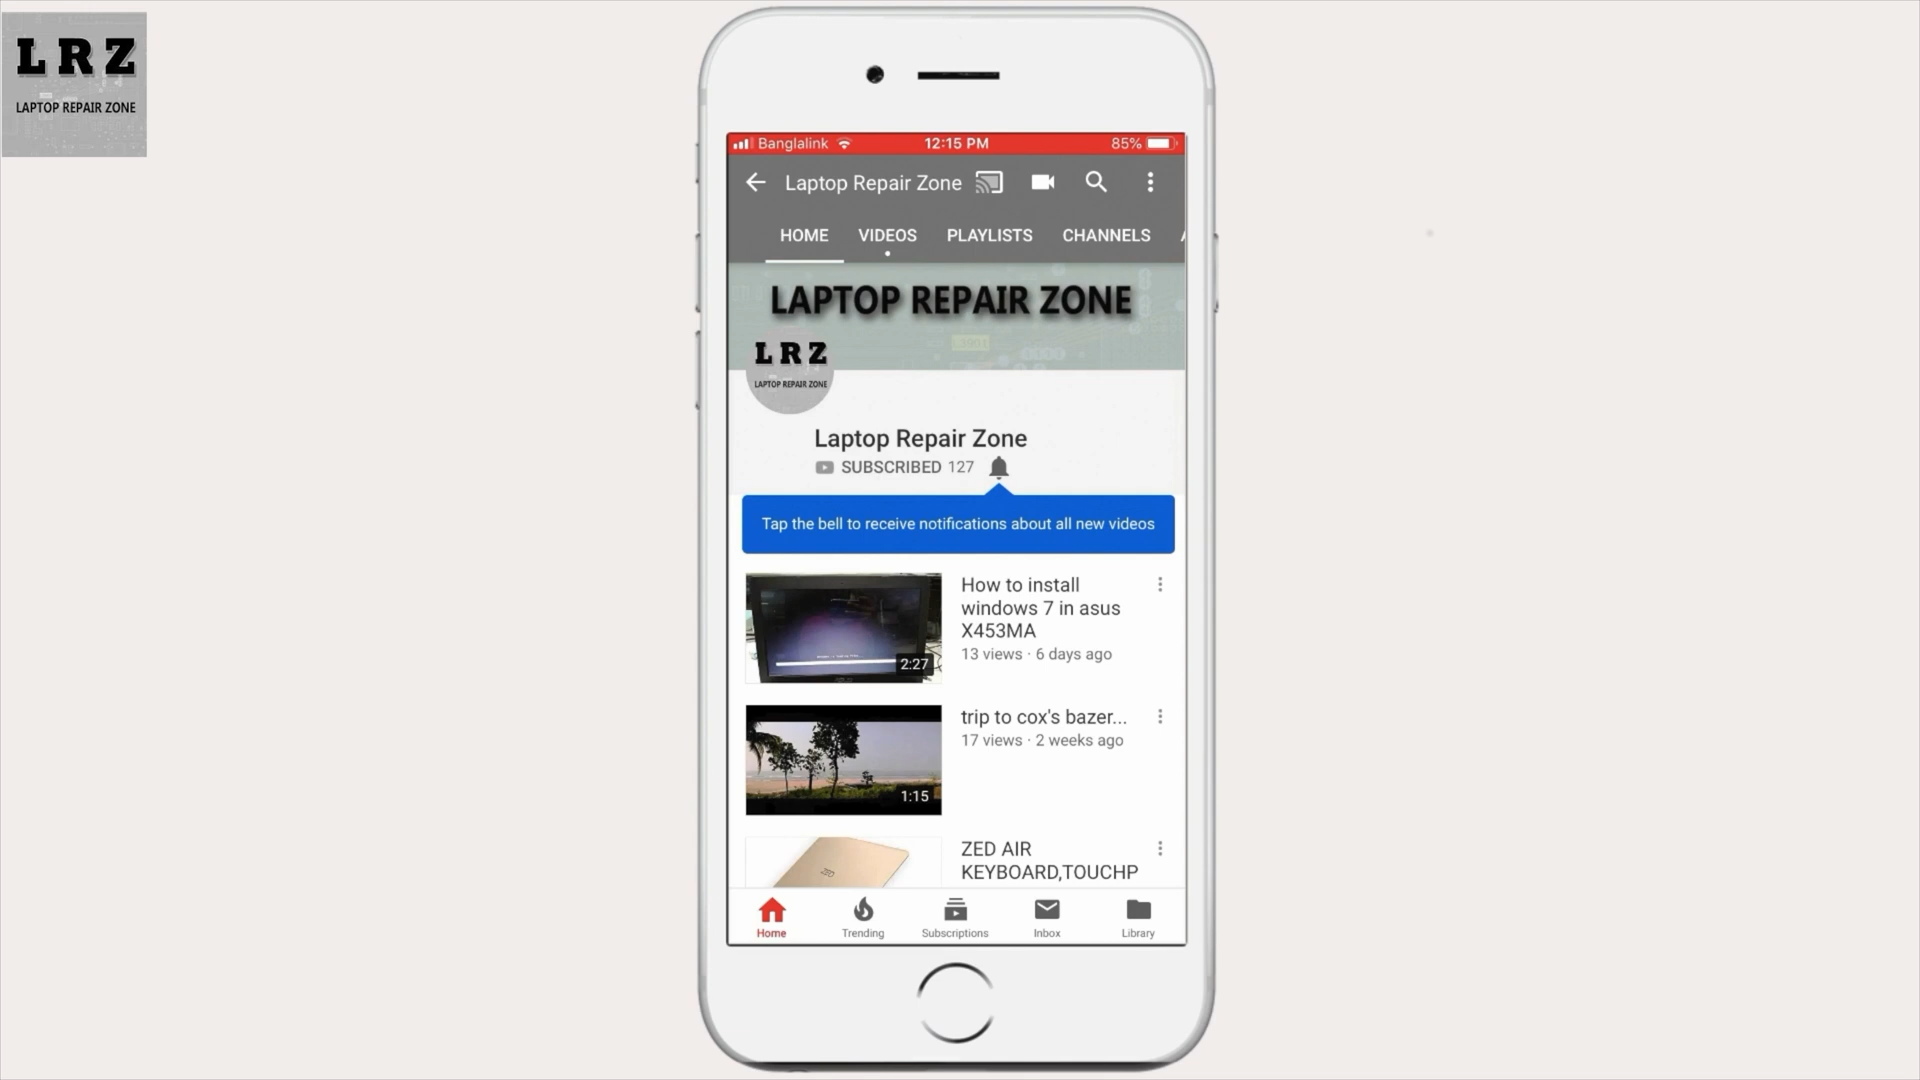 L R Z
LAPTOP REPAIR ZONE
Banglalink
12:15 PM
85%
Laptop Repair Zone
HOME
VIDEOS
PLAYLISTS
CHANNELS
LAPTOP REPAIR ZONE
L R Z
LAPTOP REPAIR ZONE
Laptop Repair Zone
SUBSCRIBED 127
Tap the bell to receive notifications about all new videos
How to install
windows 7 in asus
X453MA
13 views · 6 days ago
2:27
trip to cox's bazer...
17 views · 2 weeks ago
1:15
ZED AIR
KEYBOARD,TOUCHP
ZED
Home
Trending
Subscriptions
Inbox
Library